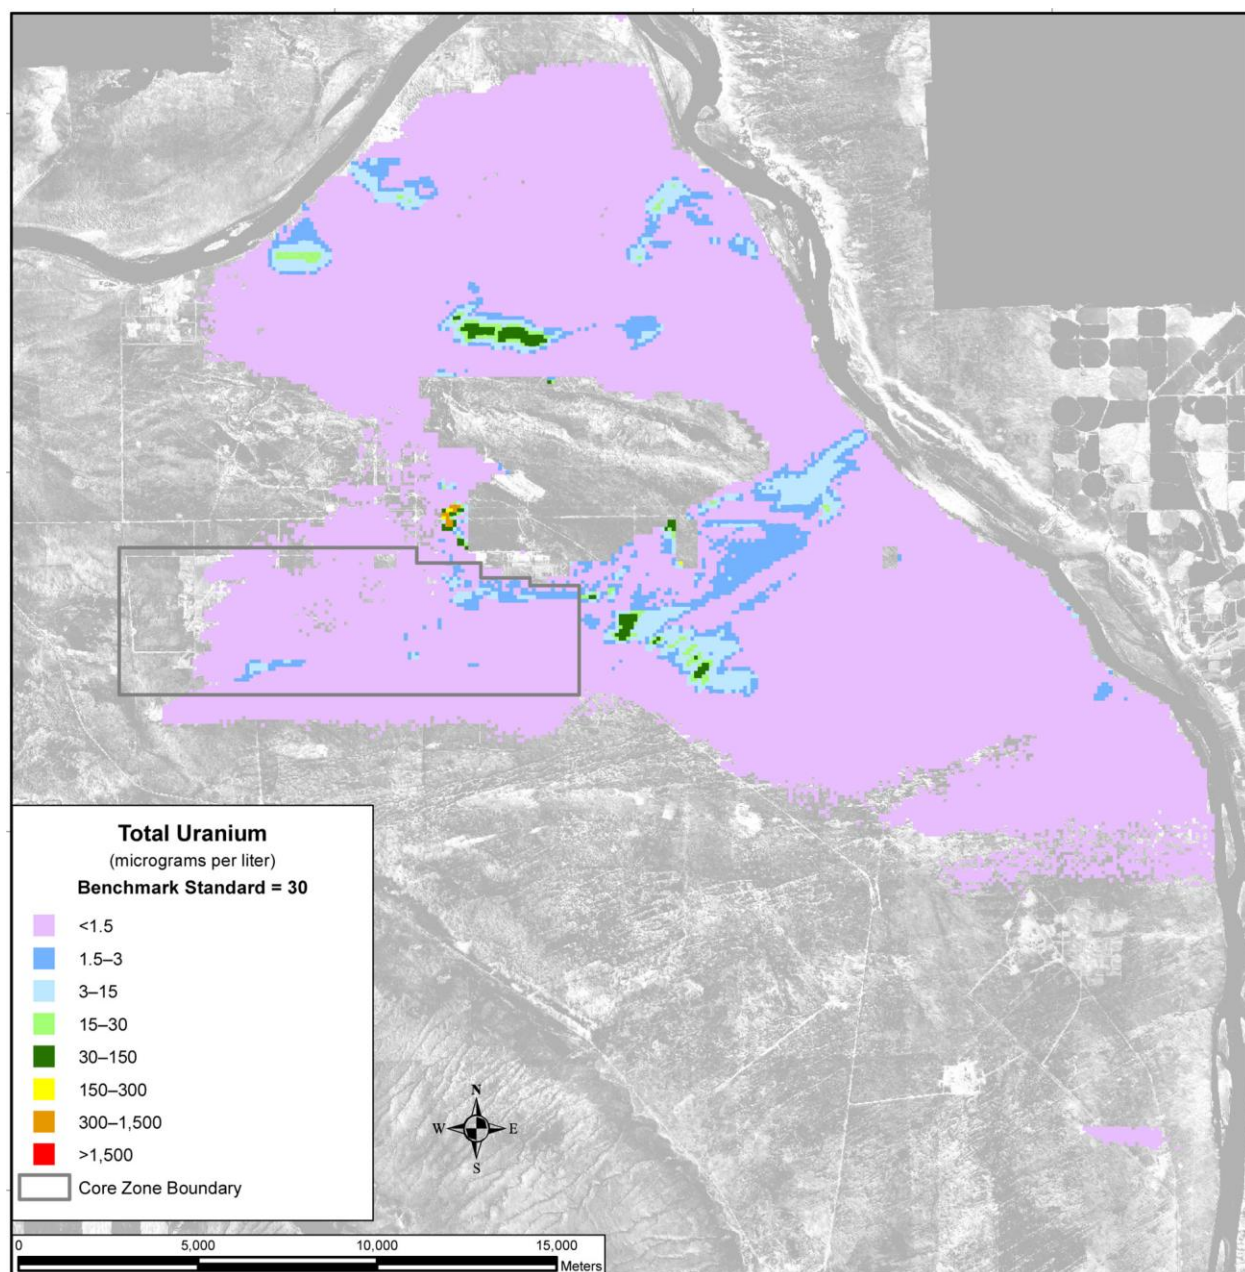 Total Uranium
(micrograms per liter)
Benchmark Standard = 30
<1.5
1.5–3
3–15
15–30
30–150
150–300
300–1,500
>1,500
Core Zone Boundary
N
W E
S
0 5,000 10,000 15,000
Meters